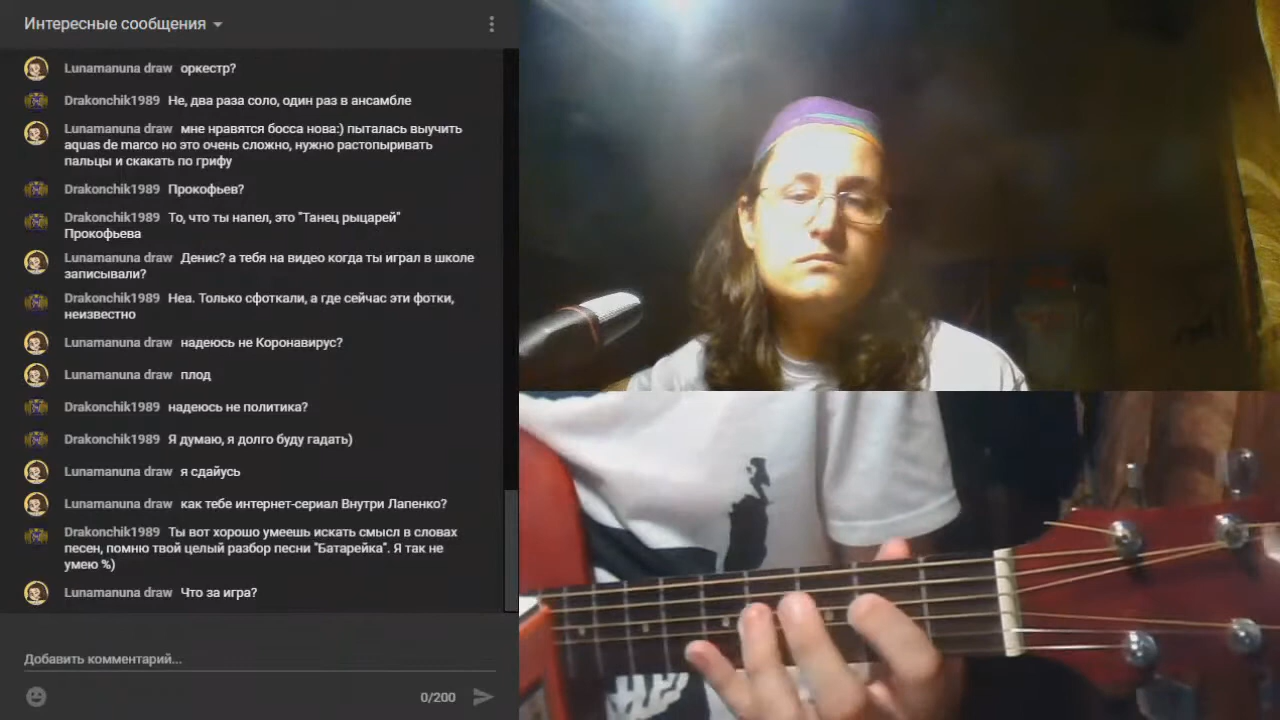 Интересные сообщения
Lunamanuna draw оркестр?
Drakonchik1989 Не, два раза соло, один раз в ансамбле
Lunamanuna draw мне нравятся босса нова:) пыталась выучить
aquas de marco но это очень сложно, нужно растопыривать
пальцы и скакать по грифу
Drakonchik1989 Прокофьев?
Drakonchik1989 То, что ты напел, это "Танец рыцарей"
Прокофьева
Lunamanuna draw Денис? а тебя на видео когда ты играл в школе
записывали?
Drakonchik1989 Неа. Только сфоткали, а где сейчас эти фотки,
неизвестно
Lunamanuna draw надеюсь не Коронавирус?
Lunamanuna draw плод
Drakonchik1989 надеюсь не политика?
Drakonchik1989 Я думаю, я долго буду гадать)
Lunamanuna draw я сдайусь
Lunamanuna draw как тебе интернет-сериал Внутри Лапенко?
Drakonchik1989 Ты вот хорошо умеешь искать смысл в словах
песен, помню твой целый разбор песни "Батарейка". Я так не
умею %)
Lunamanuna draw Что за игра?
Добавить комментарий...
0/200